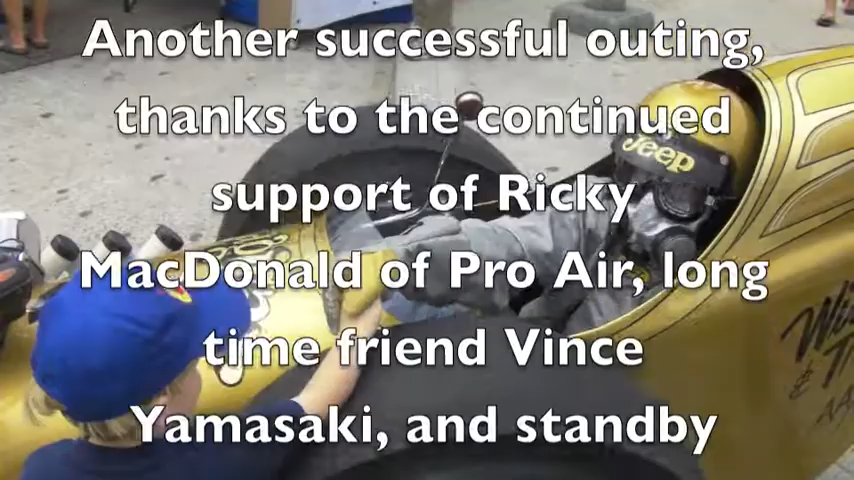 Another successful outing,
thanks to the continued
support of Ricky
MacDonald of Pro Air, long
time friend Vince
Yamasaki, and standby
Jeep
&